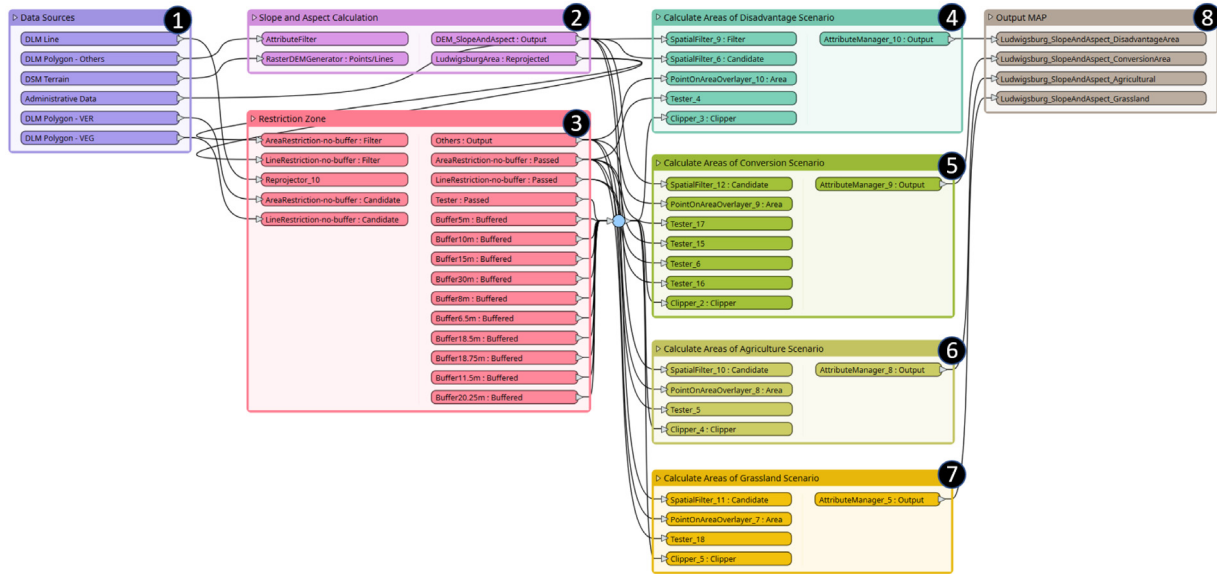 Data Sources
1
DLM Line
DLM Polygon - Others
DSM Terrain
Administrative Data
DLM Polygon - VER
DLM Polygon - VEG
Slope and Aspect Calculation
2
AttributeFilter
RasterDEMGenerator : Points/Lines
DEM_SlopeAndAspect : Output
LudwigsburgArea : Reprojected
Restriction Zone
3
AreaRestriction-no-buffer : Filter
LineRestriction-no-buffer : Filter
Reprojector_10
AreaRestriction-no-buffer : Candidate
LineRestriction-no-buffer : Candidate
Others : Output
AreaRestriction-no-buffer : Passed
LineRestriction-no-buffer : Passed
Tester : Passed
Buffer5m : Buffered
Buffer10m : Buffered
Buffer15m : Buffered
Buffer30m : Buffered
Buffer8m : Buffered
Buffer6.5m : Buffered
Buffer18.5m : Buffered
Buffer18.75m : Buffered
Buffer11.5m : Buffered
Buffer20.25m : Buffered
Calculate Areas of Disadvantage Scenario
4
SpatialFilter_9 : Filter
SpatialFilter_6 : Candidate
PointOnAreaOverlayer_10 : Area
Tester_4
Clipper_3 : Clipper
AttributeManager_10 : Output
Calculate Areas of Conversion Scenario
5
SpatialFilter_12 : Candidate
PointOnAreaOverlayer_9 : Area
Tester_17
Tester_15
Tester_6
Tester_16
Clipper_2 : Clipper
AttributeManager_9 : Output
Calculate Areas of Agriculture Scenario
6
SpatialFilter_10 : Candidate
PointOnAreaOverlayer_8 : Area
Tester_5
Clipper_4 : Clipper
AttributeManager_8 : Output
Calculate Areas of Grassland Scenario
7
SpatialFilter_11 : Candidate
PointOnAreaOverlayer_7 : Area
Tester_18
Clipper_5 : Clipper
AttributeManager_5 : Output
Output MAP
8
Ludwigsburg_SlopeAndAspect_DisadvantageArea
Ludwigsburg_SlopeAndAspect_ConversionArea
Ludwigsburg_SlopeAndAspect_Agricultural
Ludwigsburg_SlopeAndAspect_Grassland